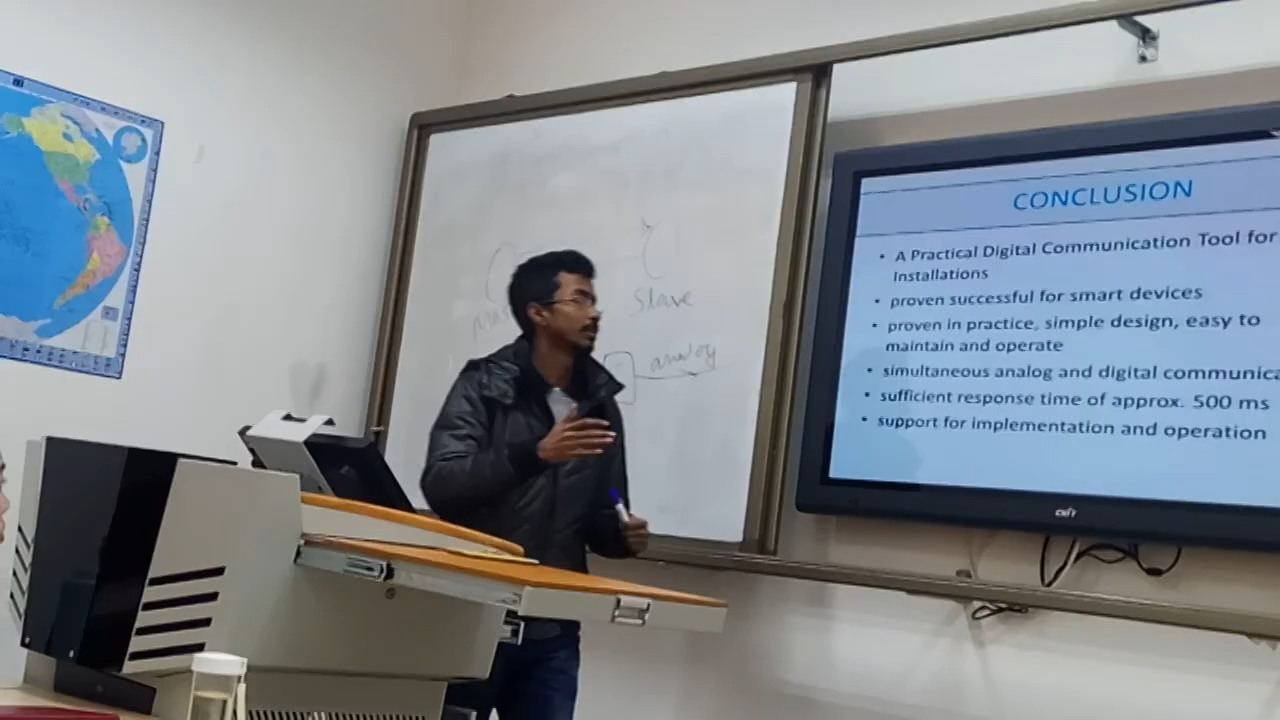 Slave
analog
CONCLUSION
• A Practical Digital Communication Tool for
Installations
• proven successful for smart devices
• proven in practice, simple design, easy to
maintain and operate
• simultaneous analog and digital communica
• sufficient response time of approx. 500 ms
• support for implementation and operation